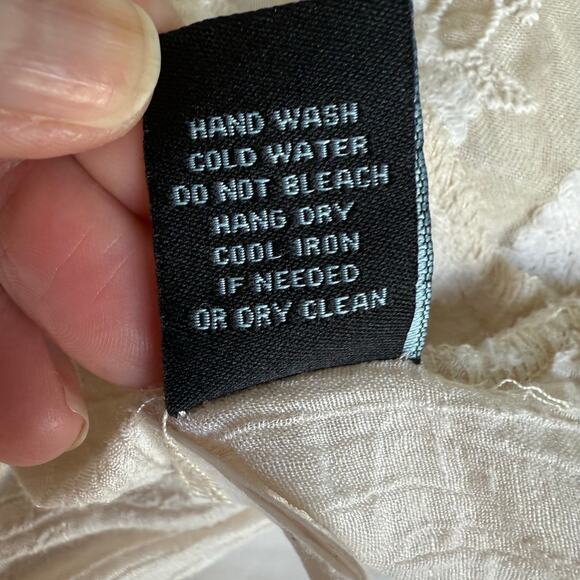 HAND WASH
COLD WATER
DO NOT BLEACH
HANG DRY
COOL IRON
IF NEEDED
OR DRY CLEAN